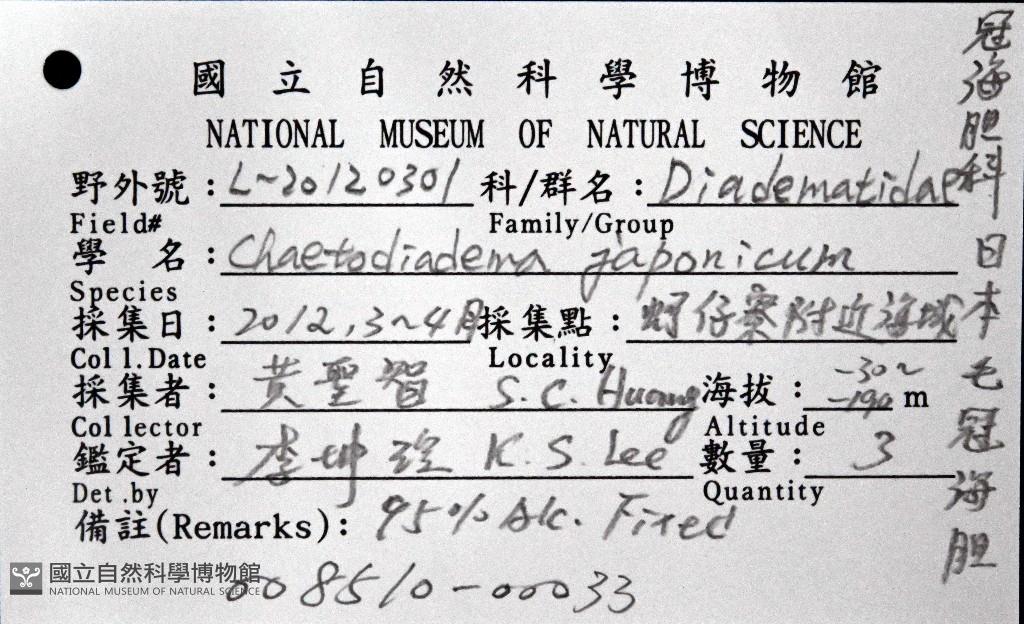 國立自然科學博物館
NATIONAL MUSEUM OF NATURAL SCIENCE
野外號：L-20120301 科/群名：Diadematidae
Field# Family/Group
學名：Chaetodiadema japonicum
Species
採集日：2012,3~4月 採集點：蚵仔寮附近海域
Coll.Date Locality
採集者：黃聖智 S.C. Huang 海拔：-30~-190 m
Collector Altitude
鑑定者：李坤瑄 K.S. Lee 數量：3
Det.by Quantity
備註(Remarks): 95% Alc. Fixed
008510-00033
冠海胆科 日本毛冠海胆
國立自然科學博物館
NATIONAL MUSEUM OF NATURAL SCIENCE